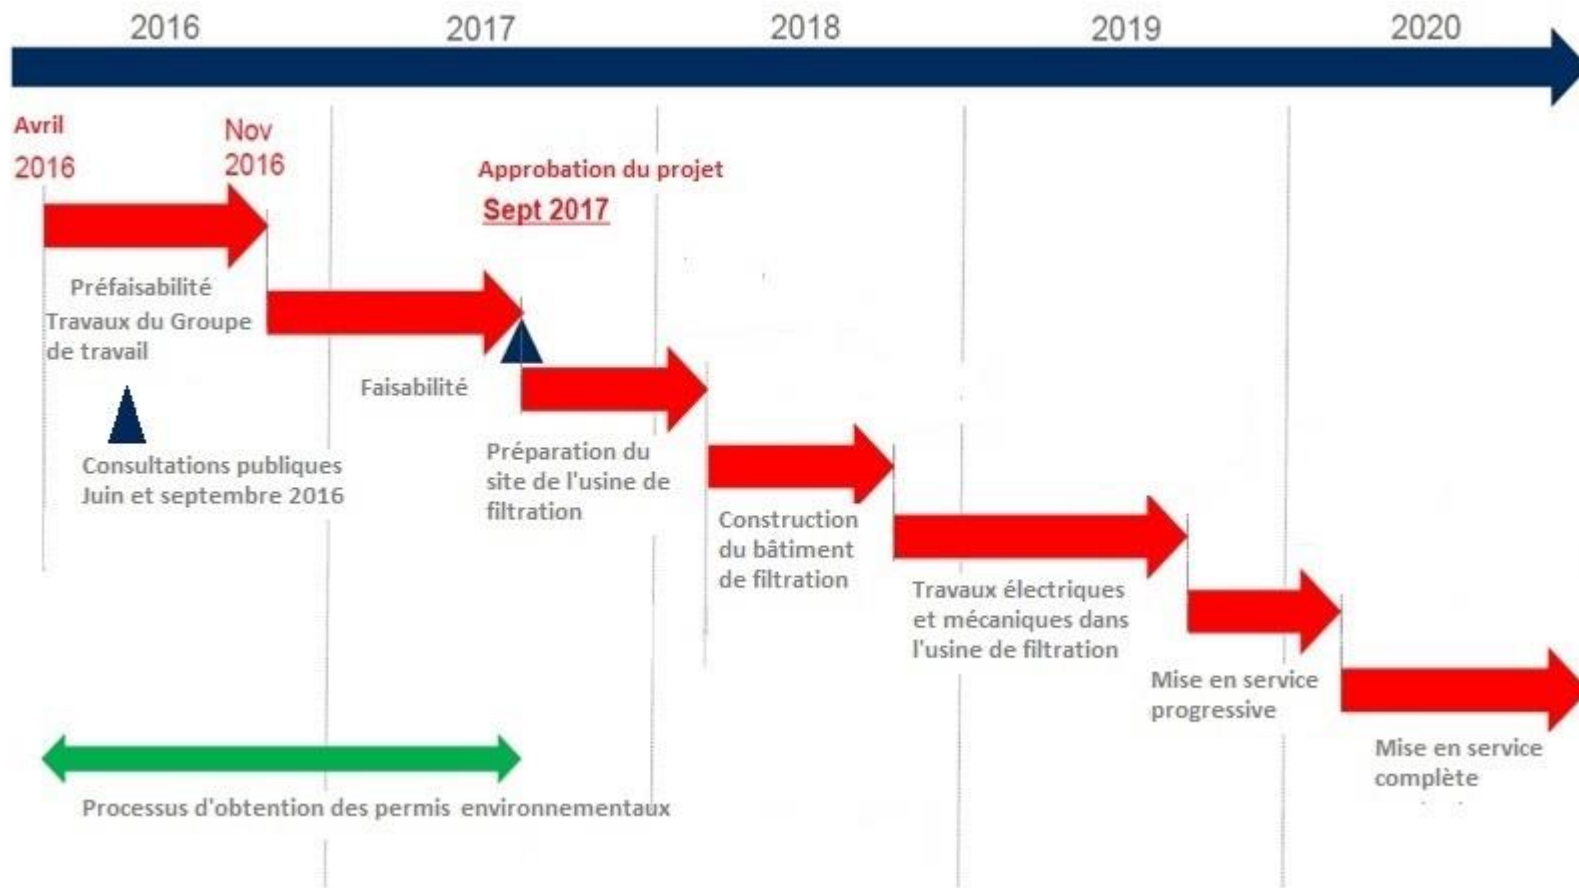 2016
2017
2018
2019
2020
Avril
2016
Nov
2016
Approbation du projet
Sept 2017
Préfaisabilité
Travaux du Groupe
de travail
Faisabilité
Consultations publiques
Juin et septembre 2016
Préparation du
site de l'usine de
filtration
Construction
du bâtiment
de filtration
Travaux électriques
et mécaniques dans
l'usine de filtration
Mise en service
progressive
Mise en service
complète
Processus d'obtention des permis environnementaux